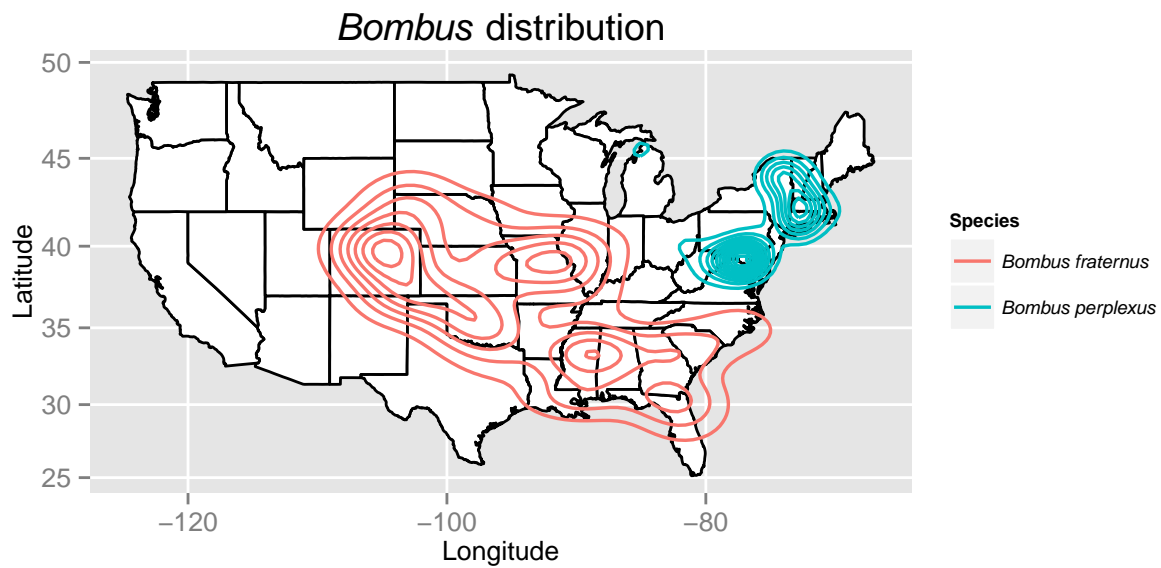 Bombus distribution
50
45
40
35
30
25
Latitude
−120
−100
−80
Longitude
Species
Bombus fraternus
Bombus perplexus